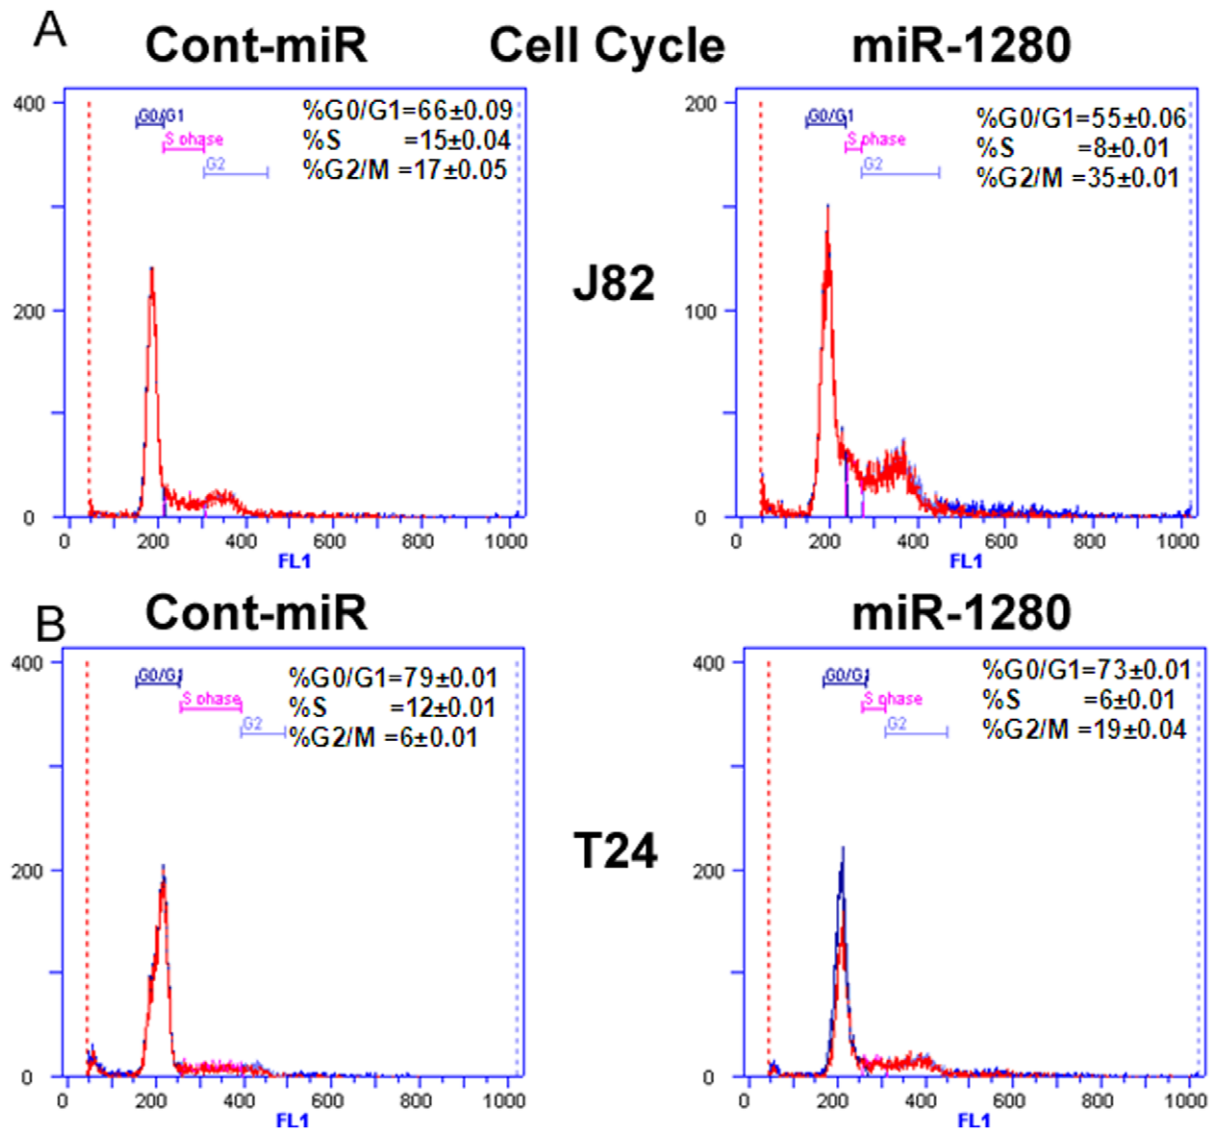 A
Cont-miR Cell Cycle miR-1280
400
G0/G1
S phase
G2
%G0/G1=66±0.09
%S =15±0.04
%G2/M =17±0.05
200
0
0 200 400 600 800 1000
FL1
J82
200
G0/G1
S phase
G2
%G0/G1=55±0.06
%S =8±0.01
%G2/M =35±0.01
100
0
0 200 400 600 800 1000
FL1
B
Cont-miR miR-1280
400
G0/G1
S phase
G2
%G0/G1=79±0.01
%S =12±0.01
%G2/M =6±0.01
200
0
0 200 400 600 800 1000
FL1
T24
400
G0/G1
S phase
G2
%G0/G1=73±0.01
%S =6±0.01
%G2/M =19±0.04
200
0
0 200 400 600 800 1000
FL1